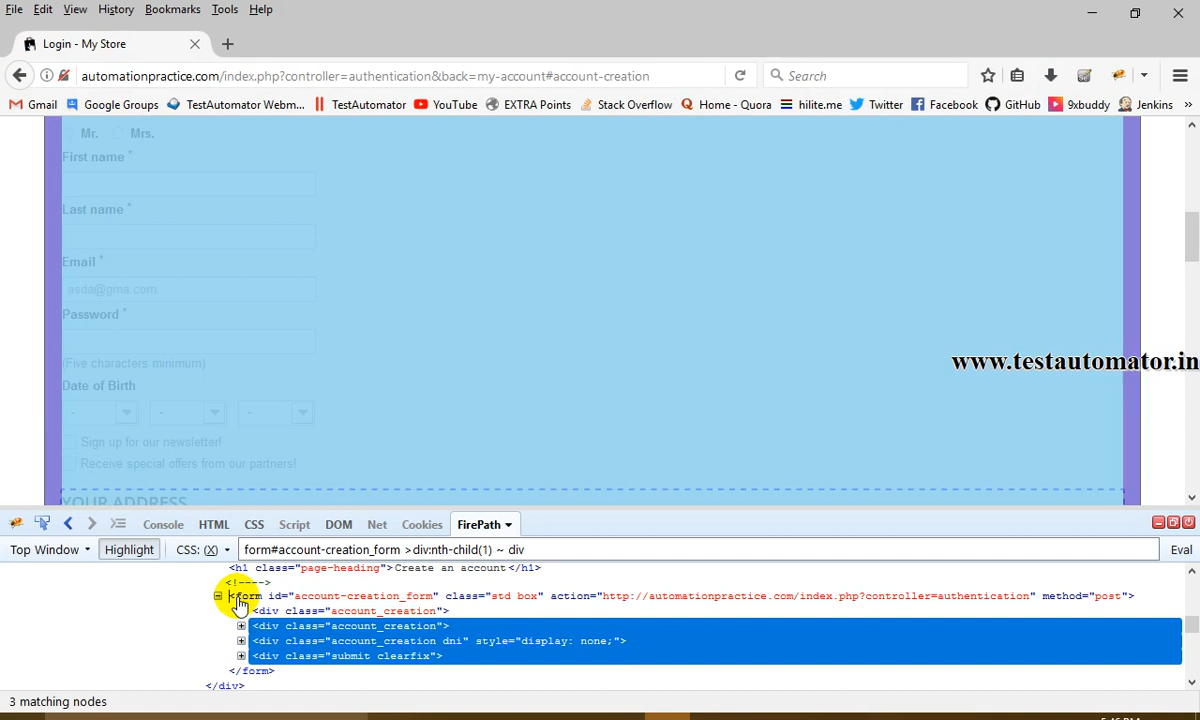 File Edit View History Bookmarks Tools Help
Login - My Store
automationpractice.com/index.php?controller=authentication&back=my-account#account-creation
Search
Gmail Google Groups TestAutomator Webm... TestAutomator YouTube EXTRA Points Stack Overflow Home - Quora hilite.me Twitter Facebook GitHub 9xbuddy Jenkins »
Mr. Mrs.
First name *
Last name *
Email *
asda@gma.com
Password *
(Five characters minimum)
Date of Birth
- - -
Sign up for our newsletter!
Receive special offers from our partners!
YOUR ADDRESS
www.testautomator.in
Console HTML CSS Script DOM Net Cookies FirePath
Top Window Highlight CSS: (X) form#account-creation_form >div:nth-child(1) ~ div Eval
<h1 class="page-heading">Create an account</h1>
<!---->
<form id="account-creation_form" class="std box" action="http://automationpractice.com/index.php?controller=authentication" method="post">
<div class="account_creation">
<div class="account_creation">
<div class="account_creation dni" style="display: none;">
<div class="submit clearfix">
</form>
</div>
3 matching nodes